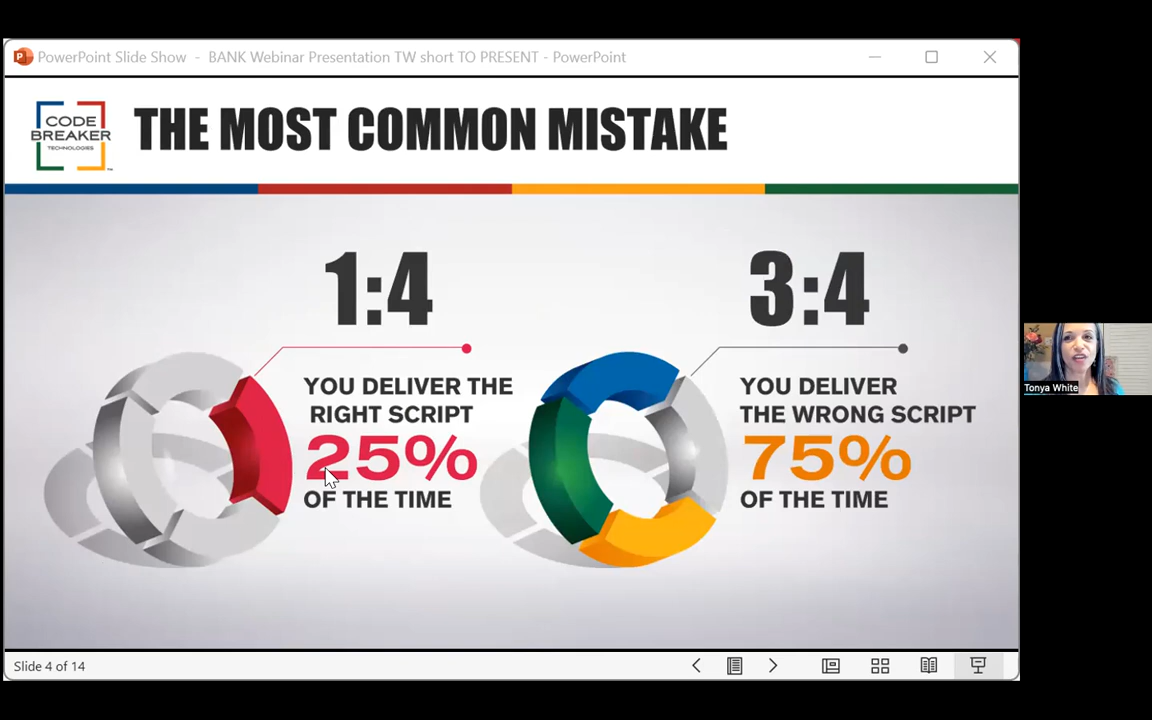 PowerPoint Slide Show - BANK Webinar Presentation TW short TO PRESENT - PowerPoint
CODE
BREAKER
TECHNOLOGIES
THE MOST COMMON MISTAKE
1:4
YOU DELIVER THE
RIGHT SCRIPT
25%
OF THE TIME
3:4
YOU DELIVER
THE WRONG SCRIPT
75%
OF THE TIME
Tonya White
Slide 4 of 14